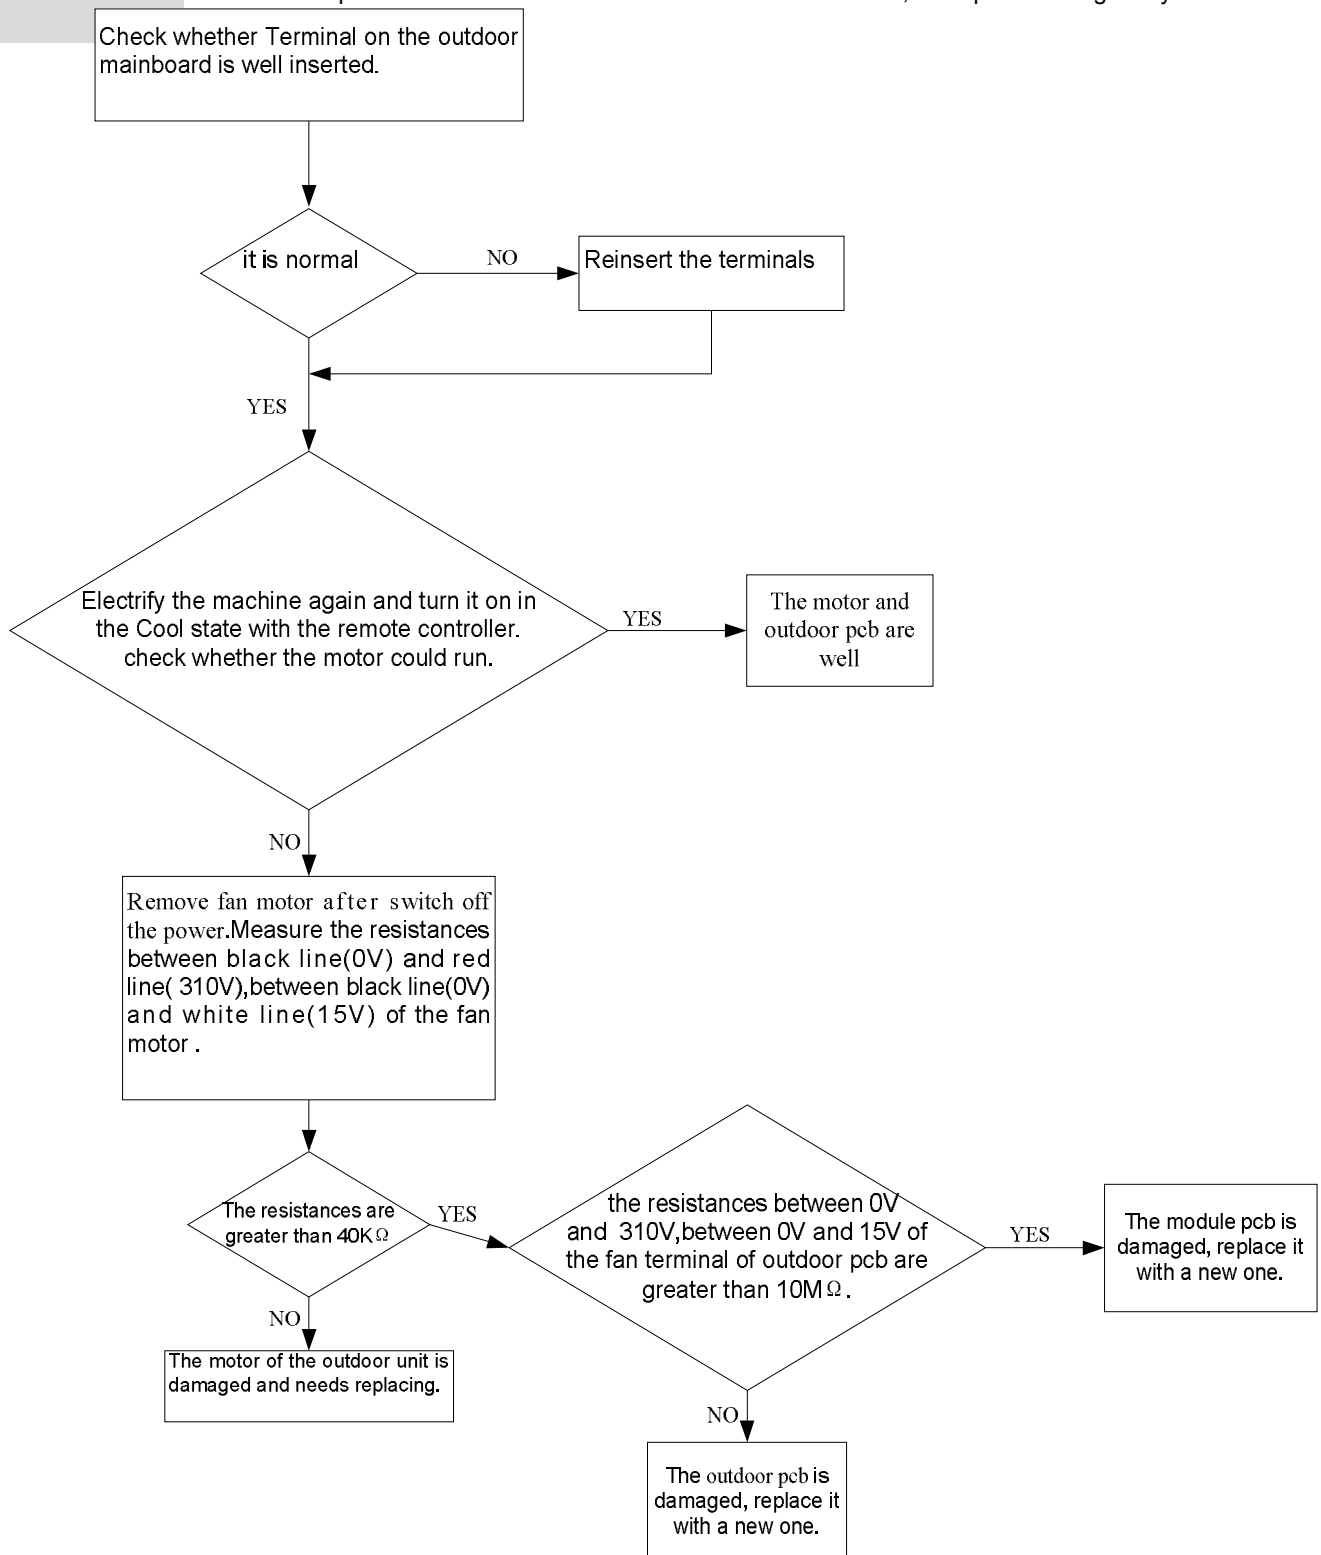 Check whether Terminal on the outdoor
mainboard is well inserted.
it is normal
NO
Reinsert the terminals
YES
Electrify the machine again and turn it on in
the Cool state with the remote controller.
check whether the motor could run.
YES
The motor and
outdoor pcb are
well
NO
Remove fan motor after switch off
the power.Measure the resistances
between black line(0V) and red
line( 310V),between black line(0V)
and white line(15V) of the fan
motor .
The resistances are
greater than 40KΩ
YES
the resistances between 0V
and 310V,between 0V and 15V of
the fan terminal of outdoor pcb are
greater than 10MΩ.
YES
The module pcb is
damaged, replace it
with a new one.
NO
The motor of the outdoor unit is
damaged and needs replacing.
NO
The outdoor pcb is
damaged, replace it
with a new one.